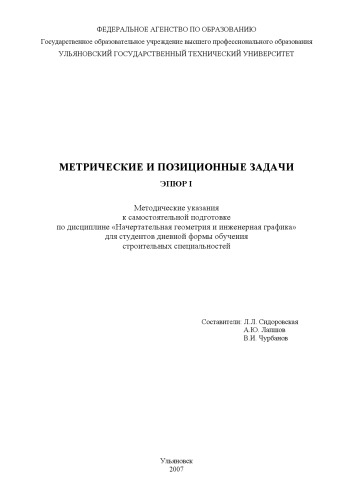 ФЕДЕРАЛЬНОЕ АГЕНСТВО ПО ОБРАЗОВАНИЮ
Государственное образовательное учреждение высшего профессионального образования
УЛЬЯНОВСКИЙ ГОСУДАРСТВЕННЫЙ ТЕХНИЧЕСКИЙ УНИВЕРСИТЕТ
МЕТРИЧЕСКИЕ И ПОЗИЦИОННЫЕ ЗАДАЧИ
ЭПЮР I
Методические указания
к самостоятельной подготовке
по дисциплине «Начертательная геометрия и инженерная графика»
для студентов дневной формы обучения
строительных специальностей
Составители: Л.Л. Сидоровская
А.Ю. Лапшов
В.И. Чурбанов
Ульяновск
2007